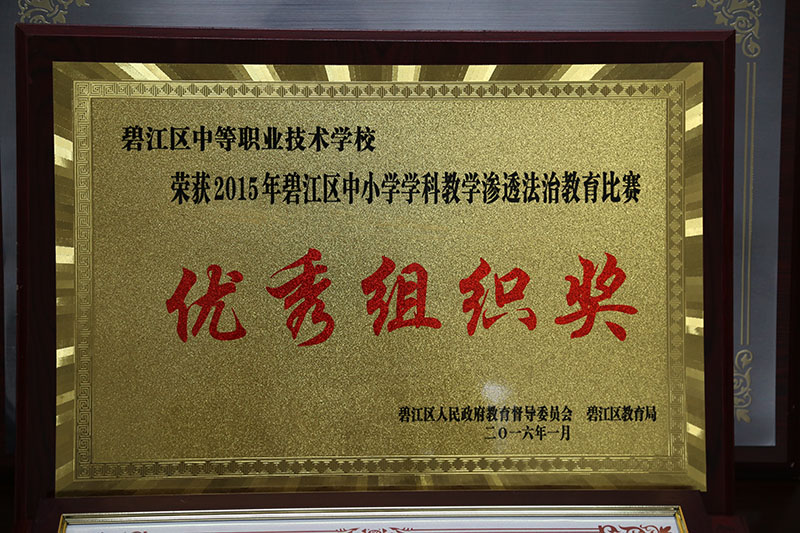 碧江区中等职业技术学校
荣获2015年碧江区中小学学科教学渗透法治教育比赛
优秀组织奖
碧江区人民政府教育督导委员会 碧江区教育局
二〇一六年一月